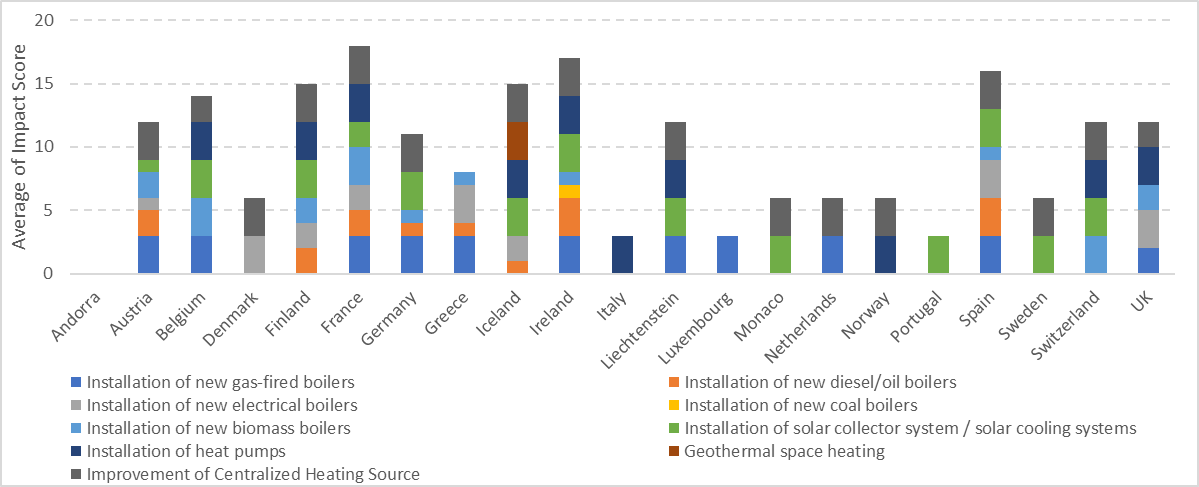 20
15
10
5
0
Average of Impact Score
Andorra
Austria
Belgium
Denmark
Finland
France
Germany
Greece
Iceland
Ireland
Italy
Liechtenstein
Luxembourg
Monaco
Netherlands
Norway
Portugal
Spain
Sweden
Switzerland
UK
Installation of new gas-fired boilers
Installation of new diesel/oil boilers
Installation of new electrical boilers
Installation of new coal boilers
Installation of new biomass boilers
Installation of solar collector system / solar cooling systems
Installation of heat pumps
Geothermal space heating
Improvement of Centralized Heating Source